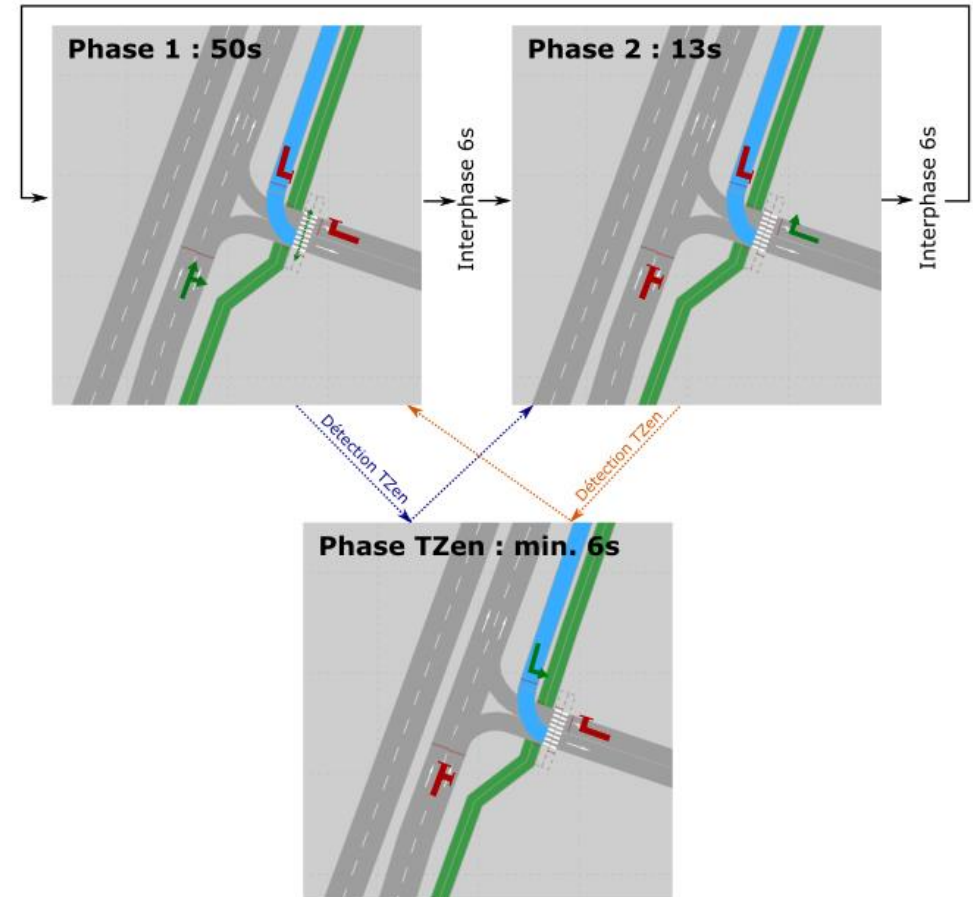 Phase 1 : 50s
Interphase 6s
Phase 2 : 13s
Interphase 6s
Détection TZen
Détection TZen
Phase TZen : min. 6s